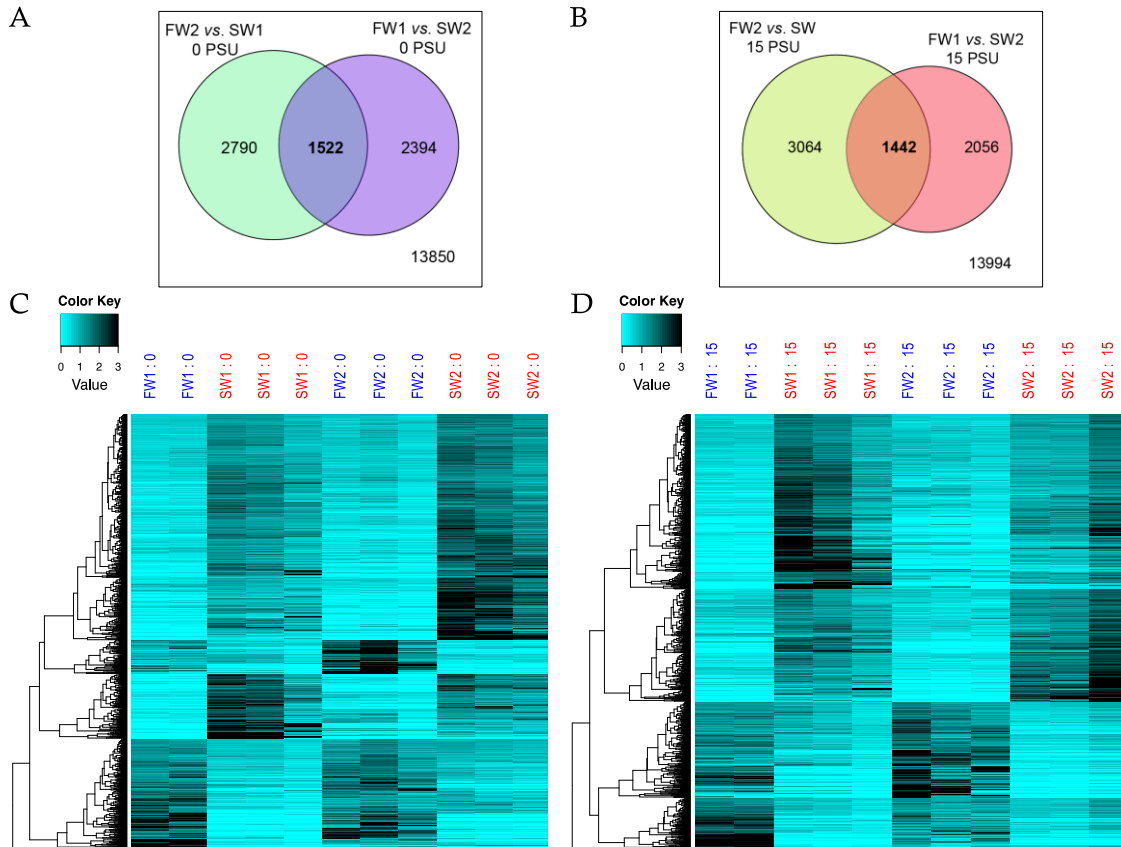 A
FW2 vs. SW1
0 PSU
FW1 vs. SW2
0 PSU
2790
1522
2394
13850
B
FW2 vs. SW
15 PSU
FW1 vs. SW2
15 PSU
3064
1442
2056
13994
C
Color Key
0 1 2 3
Value
FW1 : 0
FW1 : 0
SW1 : 0
SW1 : 0
SW1 : 0
FW2 : 0
FW2 : 0
FW2 : 0
SW2 : 0
SW2 : 0
SW2 : 0
D
Color Key
0 1 2 3
Value
FW1 : 15
FW1 : 15
SW1 : 15
SW1 : 15
SW1 : 15
FW2 : 15
FW2 : 15
FW2 : 15
SW2 : 15
SW2 : 15
SW2 : 15